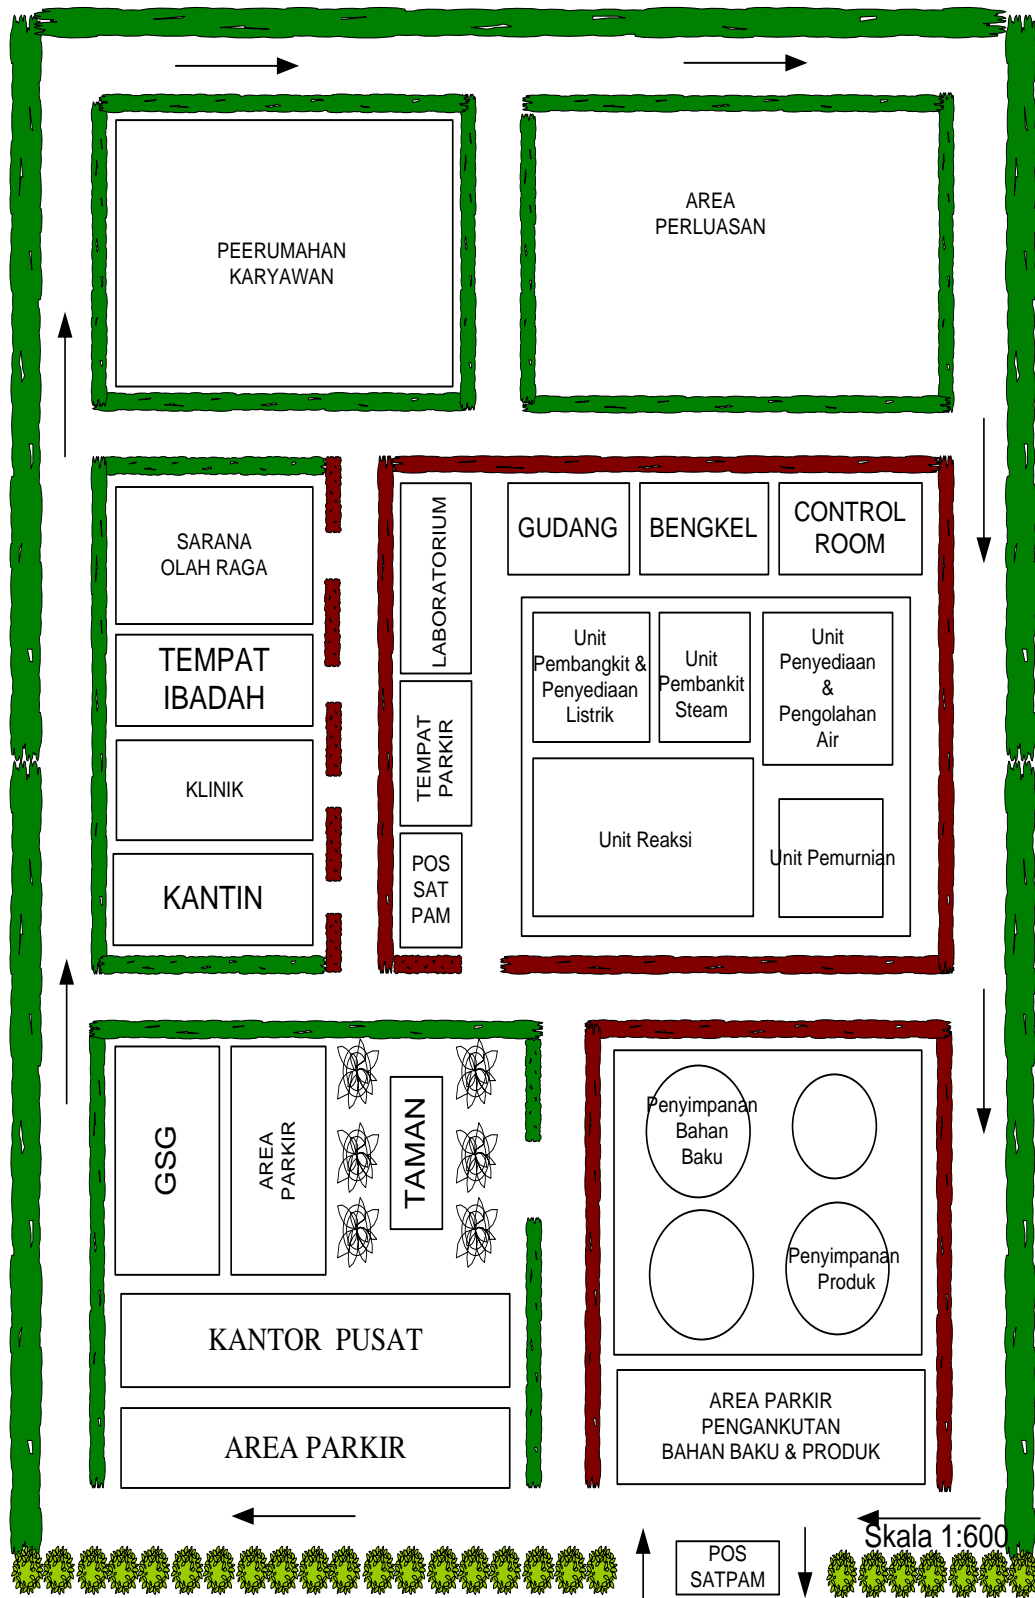 PEERUMAHAN
KARYAWAN
AREA
PERLUASAN
SARANA
OLAH RAGA
TEMPAT
IBADAH
KLINIK
KANTIN
LABORATORIUM
TEMPAT
PARKIR
POS
SAT
PAM
GUDANG
BENGKEL
CONTROL
ROOM
Unit
Pembangkit &
Penyediaan
Listrik
Unit
Pembankit
Steam
Unit
Penyediaan
&
Pengolahan
Air
Unit Reaksi
Unit Pemurnian
GSG
AREA
PARKIR
TAMAN
KANTOR PUSAT
AREA PARKIR
Penyimpanan
Bahan
Baku
Penyimpanan
Produk
AREA PARKIR
PENGANKUTAN
BAHAN BAKU & PRODUK
Skala 1:600
POS
SATPAM